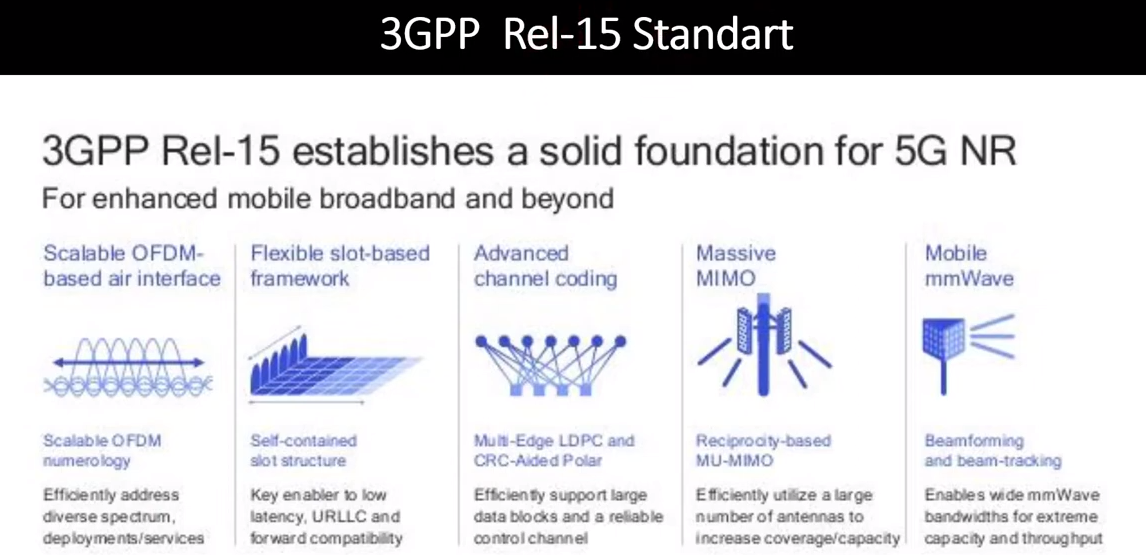 3GPP Rel-15 Standart
3GPP Rel-15 establishes a solid foundation for 5G NR
For enhanced mobile broadband and beyond
Scalable OFDM-
based air interface
Scalable OFDM
numerology
Efficiently address
diverse spectrum,
deployments/services
Flexible slot-based
framework
Self-contained
slot structure
Key enabler to low
latency, URLLC and
forward compatibility
Advanced
channel coding
Multi-Edge LDPC and
CRC-Aided Polar
Efficiently support large
data blocks and a reliable
control channel
Massive
MIMO
Reciprocity-based
MU-MIMO
Efficiently utilize a large
number of antennas to
increase coverage/capacity
Mobile
mmWave
Beamforming
and beam-tracking
Enables wide mmWave
bandwidths for extreme
capacity and throughput